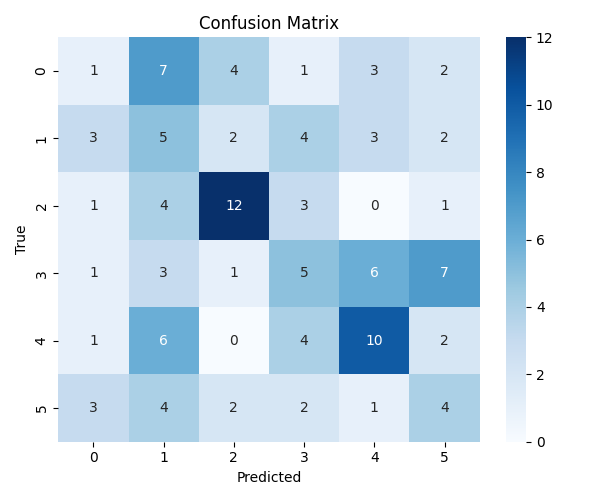 Confusion Matrix
True
0 1 7 4 1 3 2
1 3 5 2 4 3 2
2 1 4 12 3 0 1
3 1 3 1 5 6 7
4 1 6 0 4 10 2
5 3 4 2 2 1 4
0 1 2 3 4 5
Predicted
12
10
8
6
4
2
0